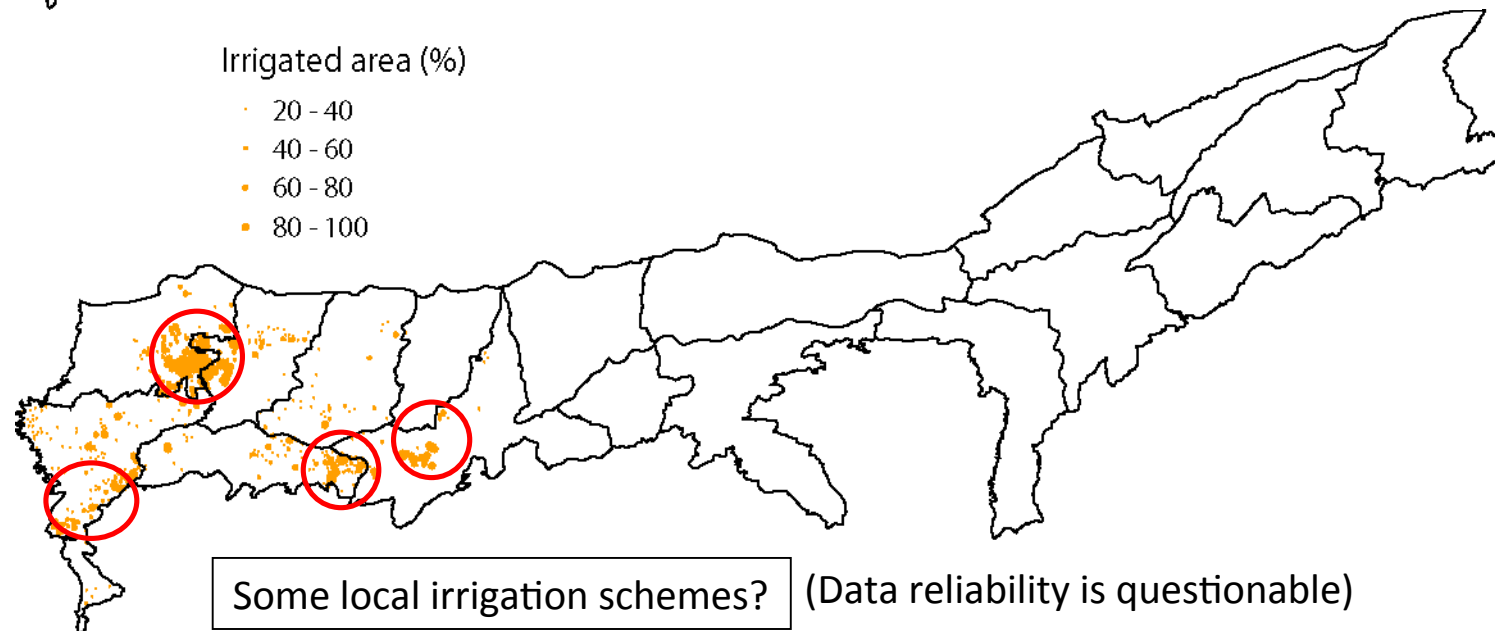 Irrigated area (%)
20 - 40
40 - 60
60 - 80
80 - 100
Some local irrigation schemes? (Data reliability is questionable)